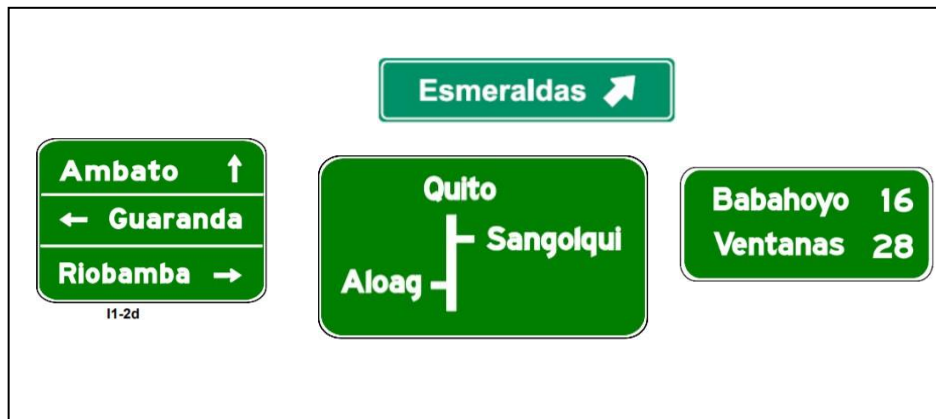 Esmeraldas
Ambato
Guaranda
Riobamba
I1-2d
Quito
Sangolqui
Aloag
Babahoyo 16
Ventanas 28